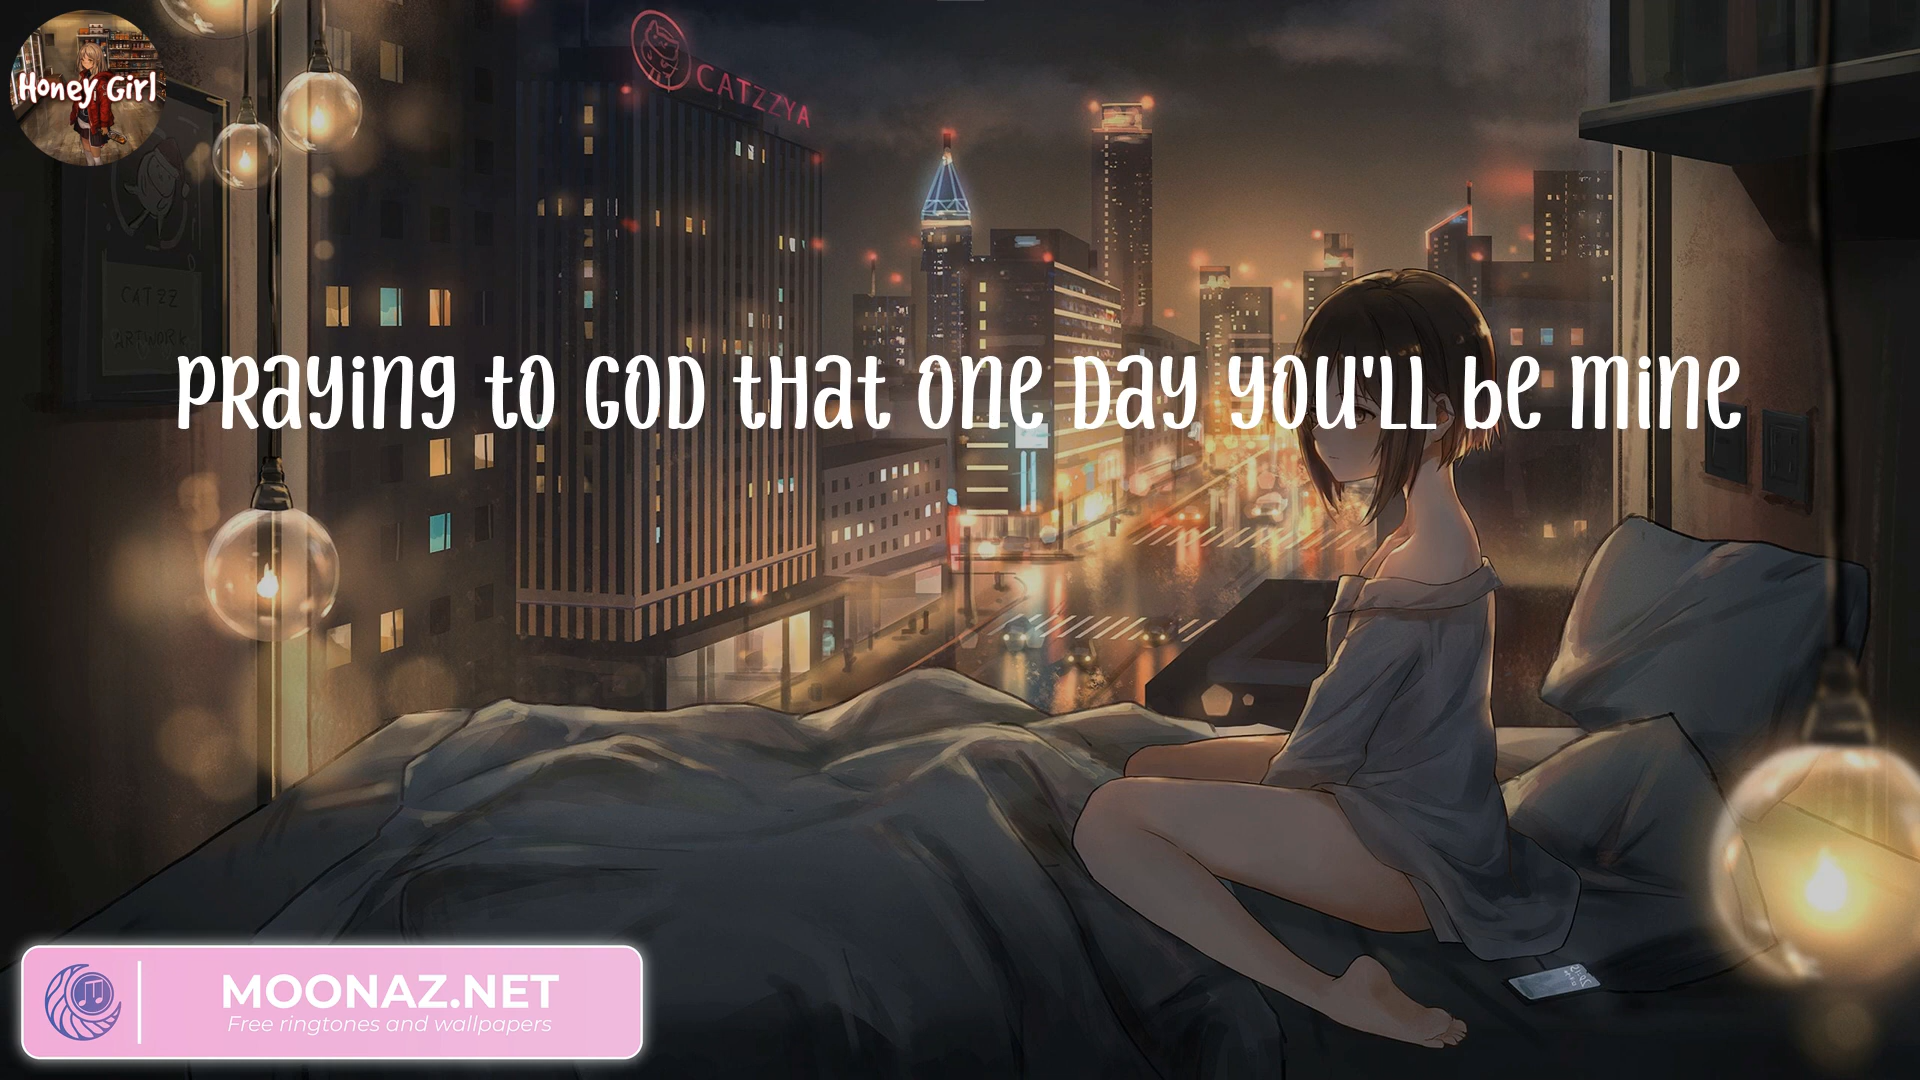 Honey Girl
CATZZYA
CATZZ
ARTWORK
PRaying to GOD that one Day you'll be mine
MOONAZ.NET
Free ringtones and wallpapers